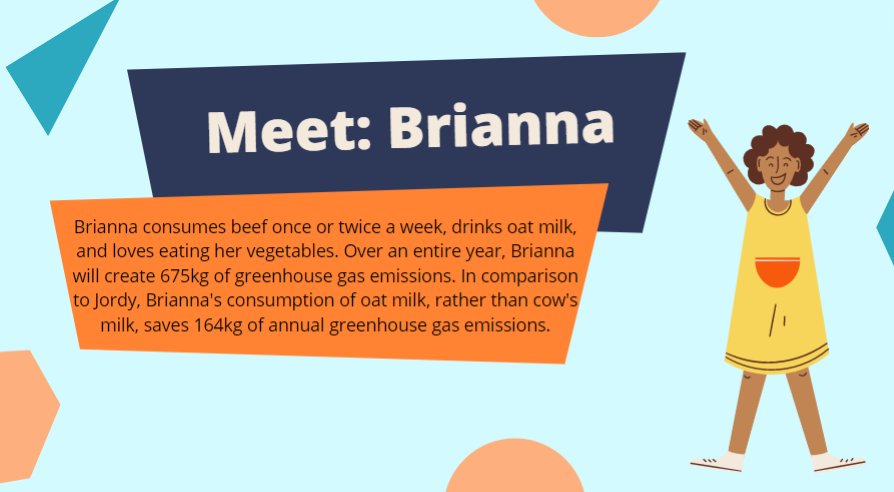 Meet: Brianna
Brianna consumes beef once or twice a week, drinks oat milk,
and loves eating her vegetables. Over an entire year, Brianna
will create 675kg of greenhouse gas emissions. In comparison
to Jordy, Brianna's consumption of oat milk, rather than cow's
milk, saves 164kg of annual greenhouse gas emissions.